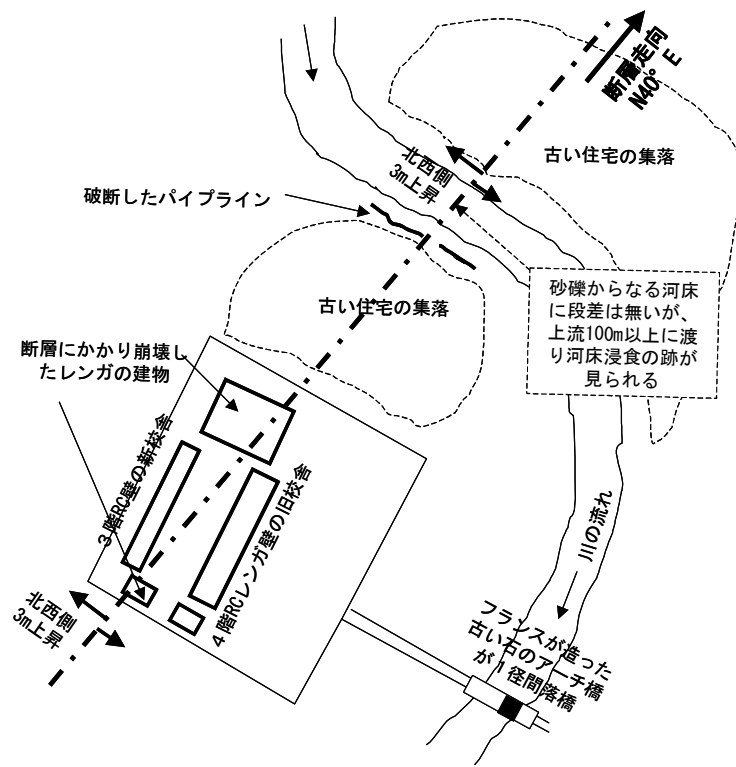 断層走向
N40° E
古い住宅の集落
北西側
3m上昇
破断したパイプライン
古い住宅の集落
砂礫からなる河床
に段差は無いが、
上流100m以上に渡
り河床浸食の跡が
見られる
断層にかかり崩壊し
たレンガの建物
3階RC壁の新校舎
4階RCレンガ壁の旧校舎
川の流れ
北西側
3m上昇
フランスが造った
古い石のアーチ橋
が1径間落橋